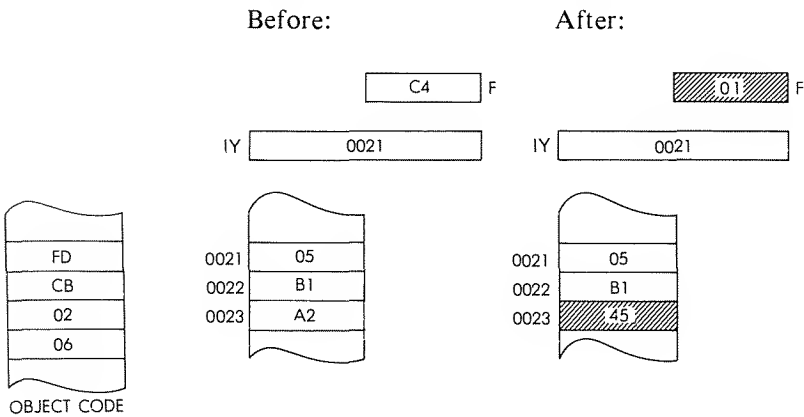 Before: After:
C4 F 01 F
IY 0021 IY 0021
FD 0021 05 0021 05
CB 0022 B1 0022 B1
02 0023 A2 0023 45
06
OBJECT CODE